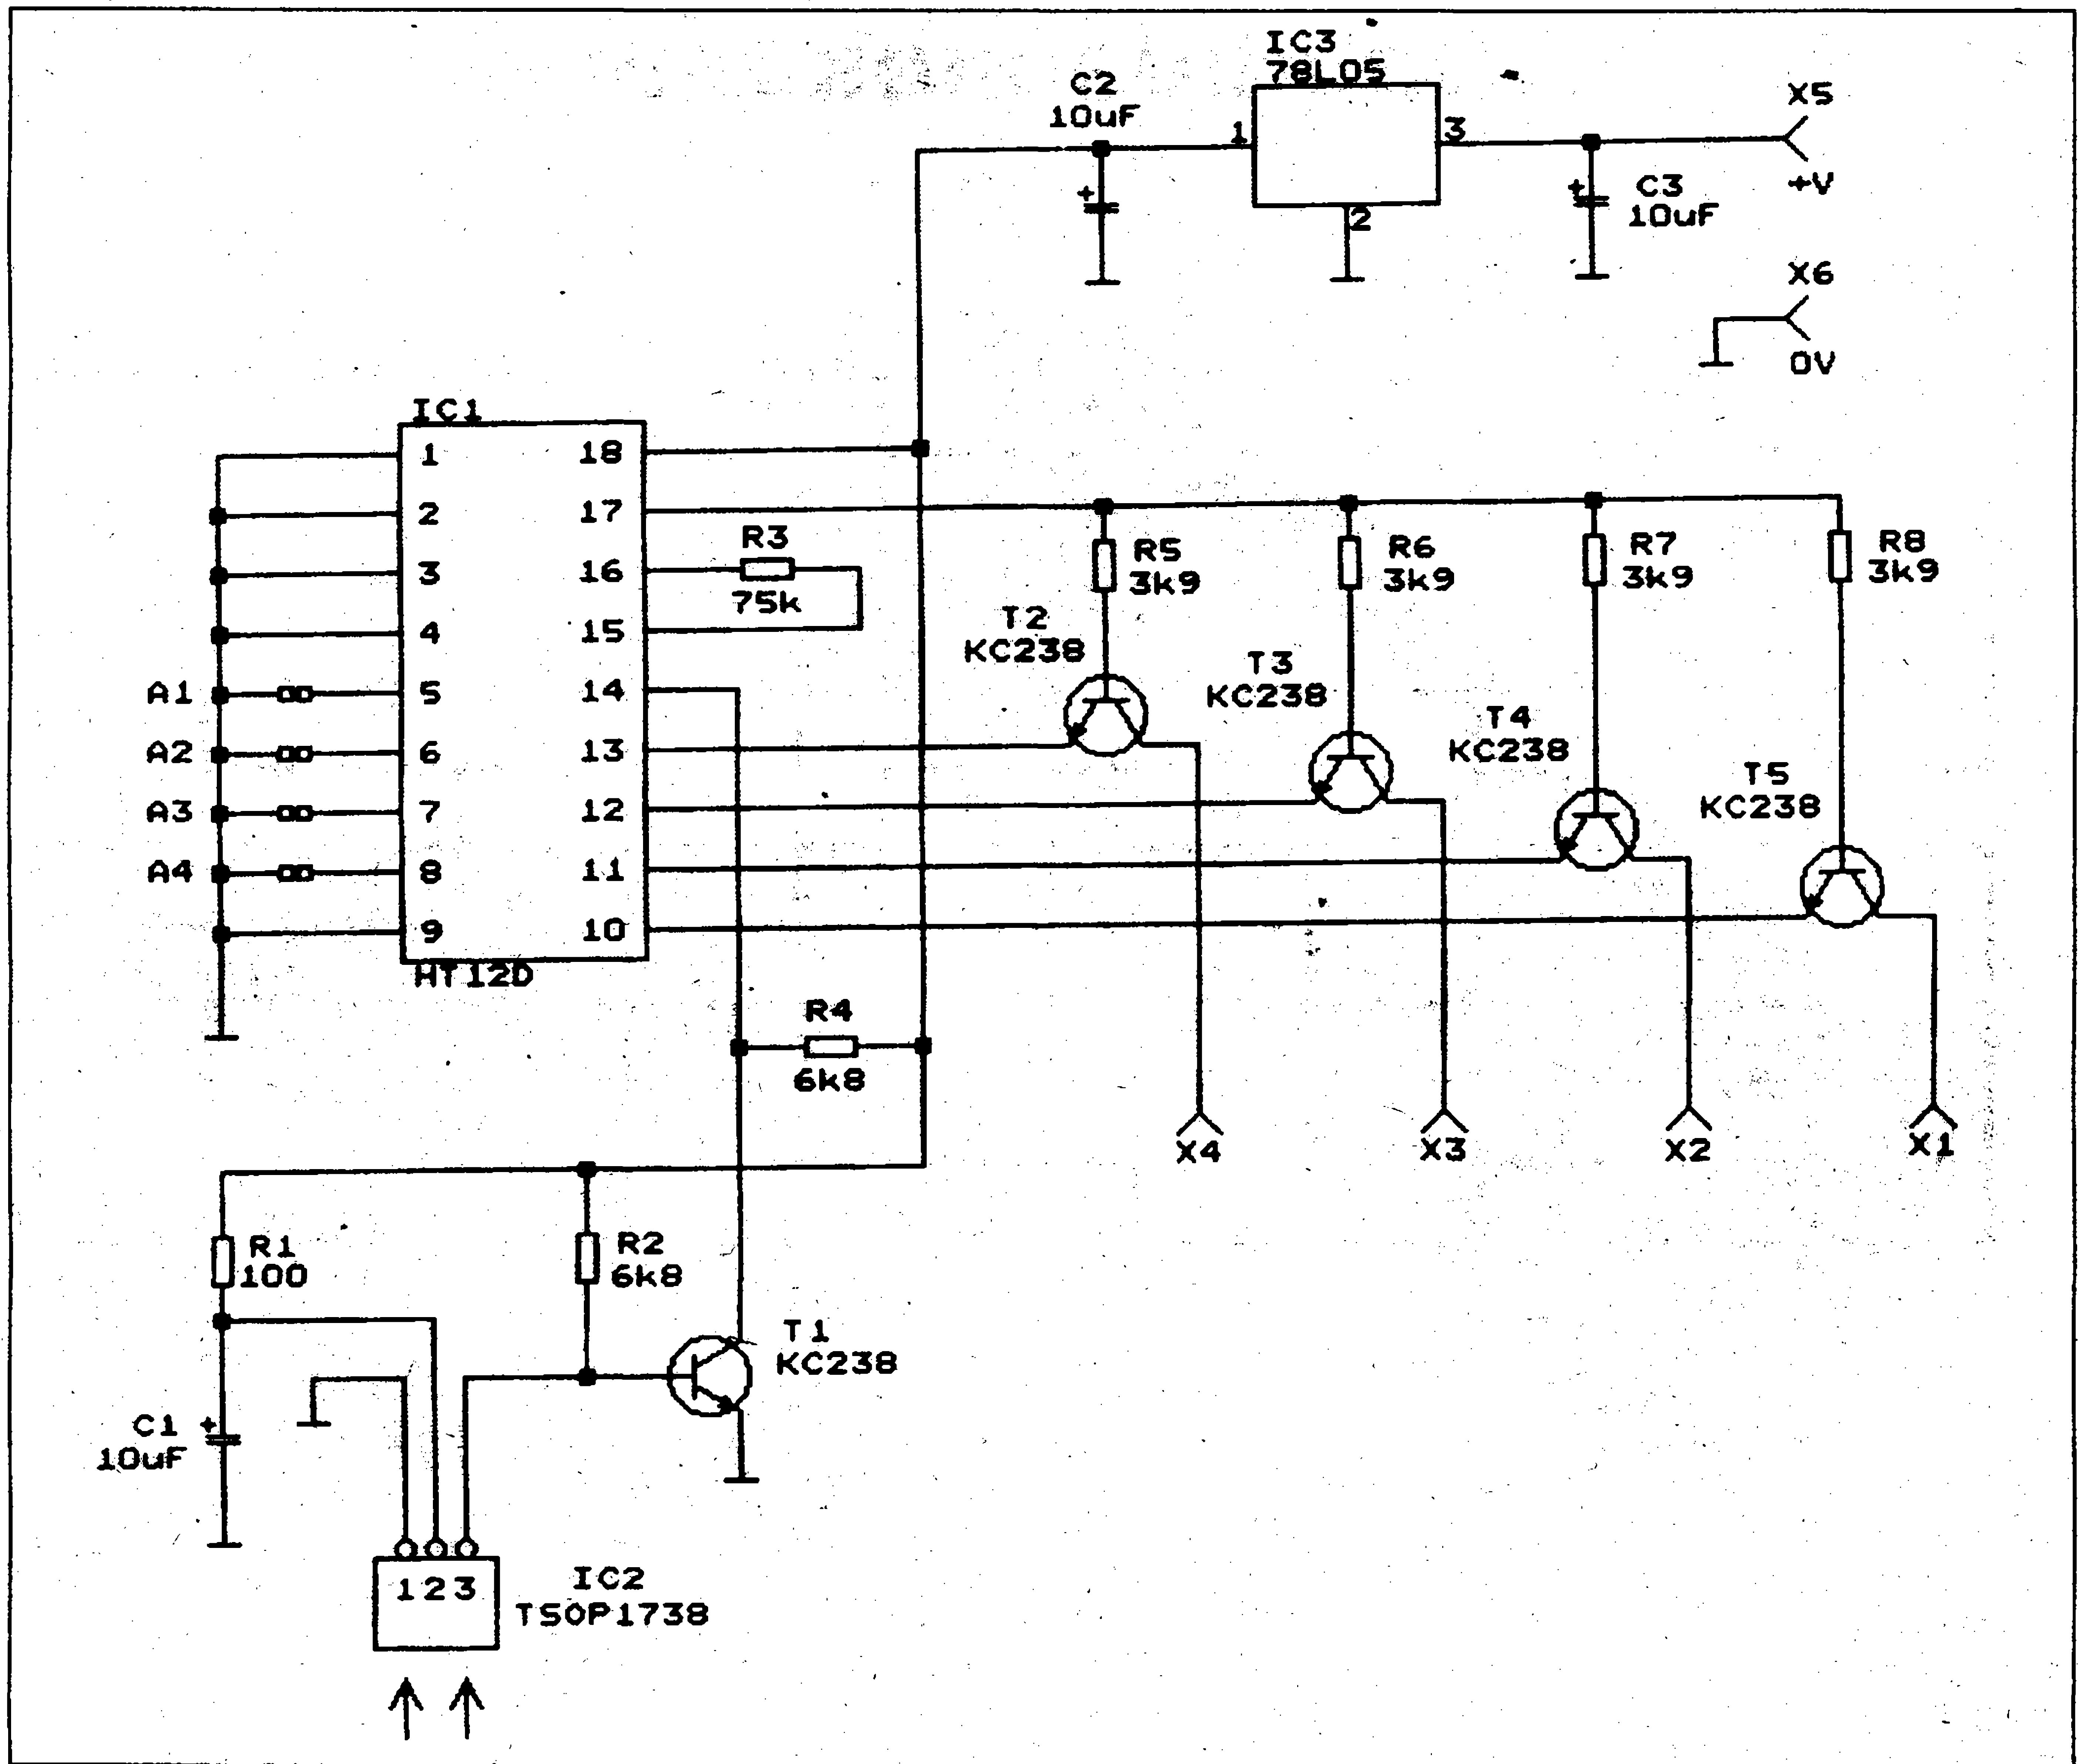 IC3
78L05
C2
10uF
1
3
2
X5
+V
+
+
C3
10uF
X6
0V
IC1
1 18
2 17
3 16
4 15
A1 5 14
A2 6 13
A3 7 12
A4 8 11
9 10
HT12D
R3
75k
R5
3k9
R6
3k9
R7
3k9
R8
3k9
T2
KC238
T3
KC238
T4
KC238
T5
KC238
R4
6k8
X4
X3
X2
X1
R1
100
R2
6k8
T1
KC238
C1
10uF
+
123
IC2
TSOP1738